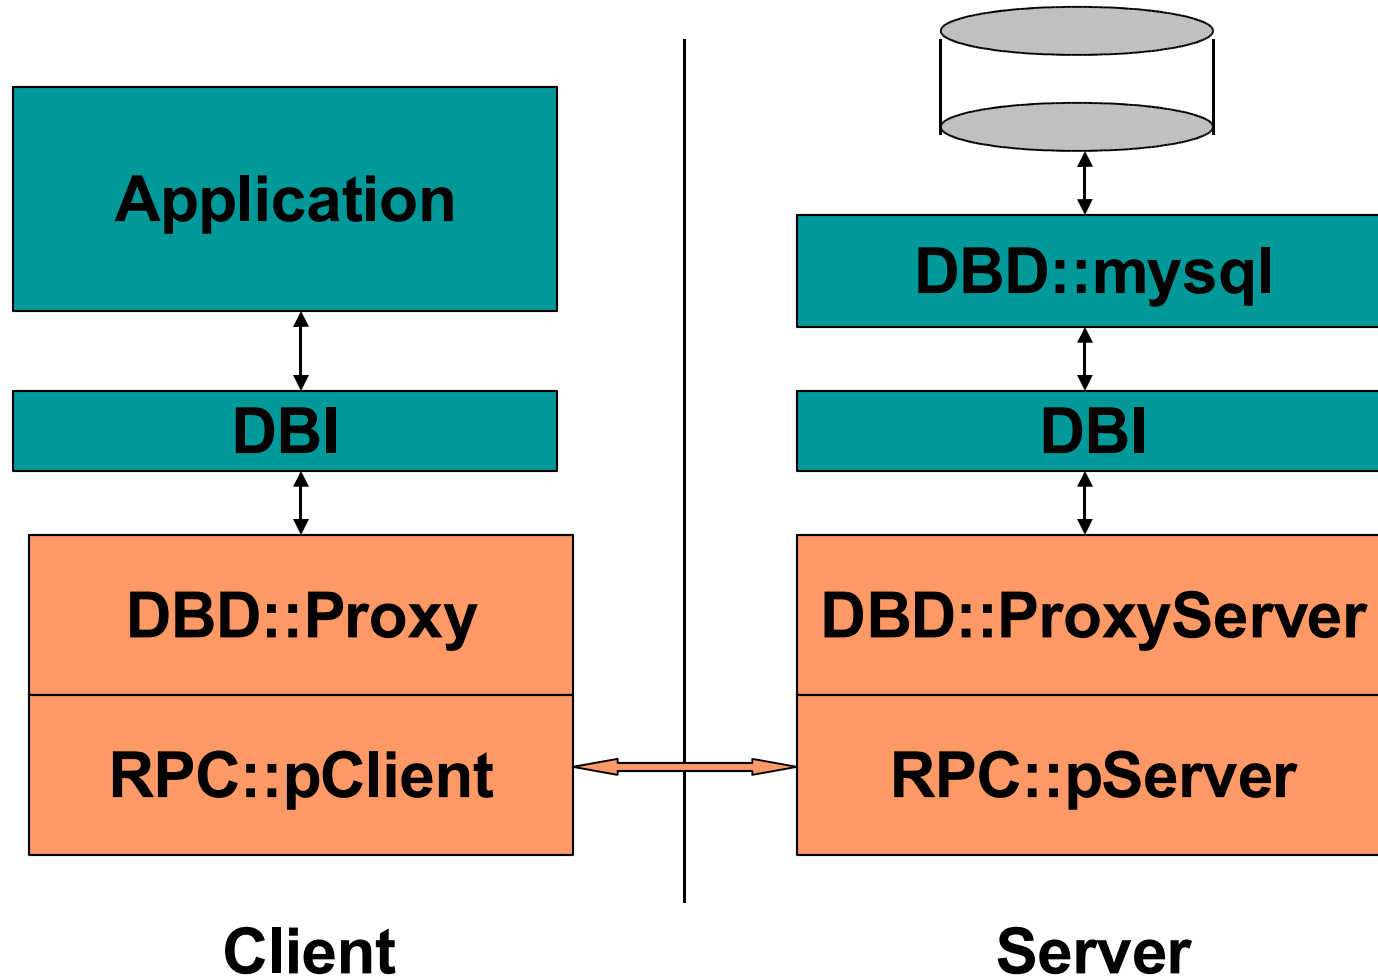 Application
DBI
DBD::Proxy
RPC::pClient
Client
DBD::mysql
DBI
DBD::ProxyServer
RPC::pServer
Server